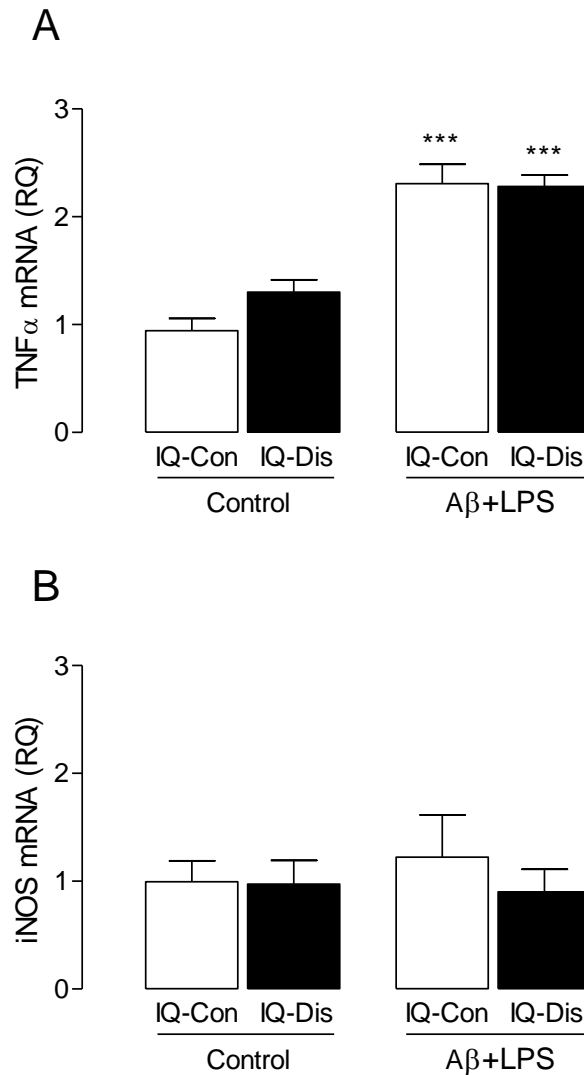 A
TNFα mRNA (RQ)
3
2
1
0
*** ***
IQ-Con IQ-Dis IQ-Con IQ-Dis
Control Aβ+LPS
B
iNOS mRNA (RQ)
3
2
1
0
IQ-Con IQ-Dis IQ-Con IQ-Dis
Control Aβ+LPS